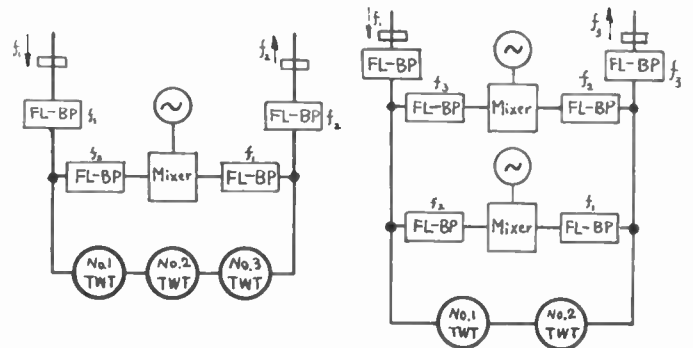 f₁
FL-BP f₁
f₂
FL-BP f₂
~
f₂
FL-BP
Mixer
f₁
FL-BP
No.1
TWT
No.2
TWT
No.3
TWT
f₁
FL-BP
f₃
FL-BP
f₃
~
f₃
FL-BP
Mixer
f₂
FL-BP
~
f₂
FL-BP
Mixer
f₁
FL-BP
No.1
TWT
No.2
TWT